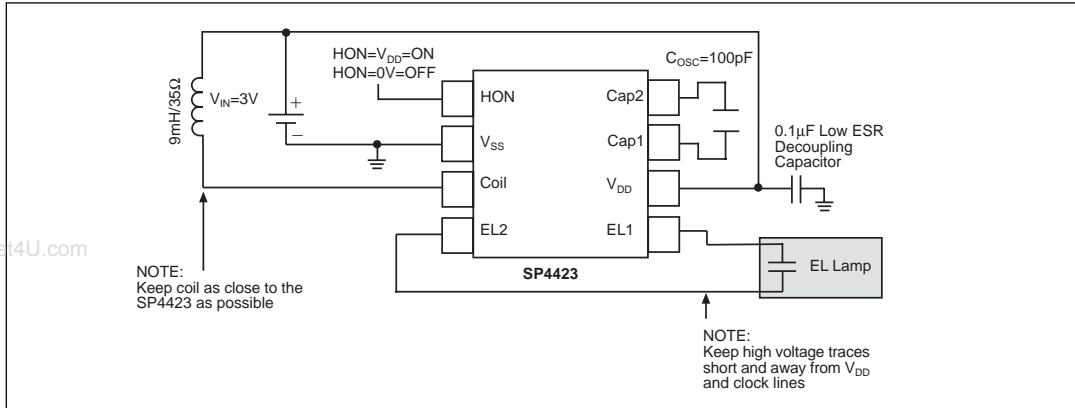 HON=VDD=ON
HON=0V=OFF
COSC=100pF
9mH/35Ω
VIN=3V
+
−
HON
Cap2
VSS
Cap1
0.1μF Low ESR
Decoupling
Capacitor
Coil
VDD
EL2
EL1
et4U.com
SP4423
EL Lamp
NOTE:
Keep coil as close to the
SP4423 as possible
NOTE:
Keep high voltage traces
short and away from VDD
and clock lines